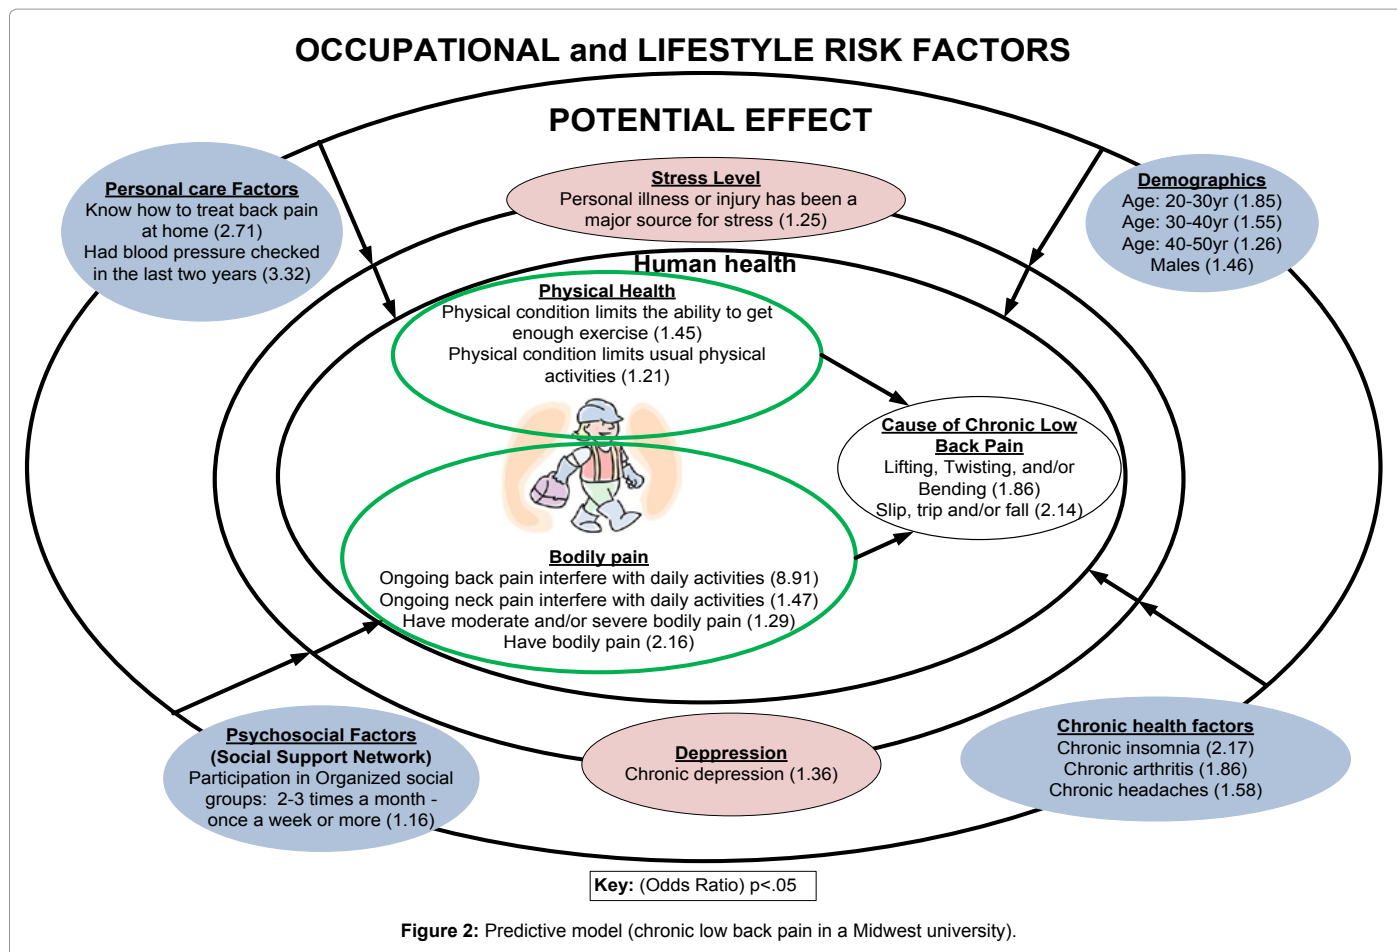 OCCUPATIONAL and LIFESTYLE RISK FACTORS
POTENTIAL EFFECT
Personal care Factors
Know how to treat back pain
at home (2.71)
Had blood pressure checked
in the last two years (3.32)
Stress Level
Personal illness or injury has been a
major source for stress (1.25)
Demographics
Age: 20-30yr (1.85)
Age: 30-40yr (1.55)
Age: 40-50yr (1.26)
Males (1.46)
Human health
Physical Health
Physical condition limits the ability to get
enough exercise (1.45)
Physical condition limits usual physical
activities (1.21)
Cause of Chronic Low
Back Pain
Lifting, Twisting, and/or
Bending (1.86)
Slip, trip and/or fall (2.14)
Bodily pain
Ongoing back pain interfere with daily activities (8.91)
Ongoing neck pain interfere with daily activities (1.47)
Have moderate and/or severe bodily pain (1.29)
Have bodily pain (2.16)
Psychosocial Factors
(Social Support Network)
Participation in Organized social
groups: 2-3 times a month -
once a week or more (1.16)
Deppression
Chronic depression (1.36)
Chronic health factors
Chronic insomnia (2.17)
Chronic arthritis (1.86)
Chronic headaches (1.58)
Key: (Odds Ratio) p<.05
Figure 2: Predictive model (chronic low back pain in a Midwest university).